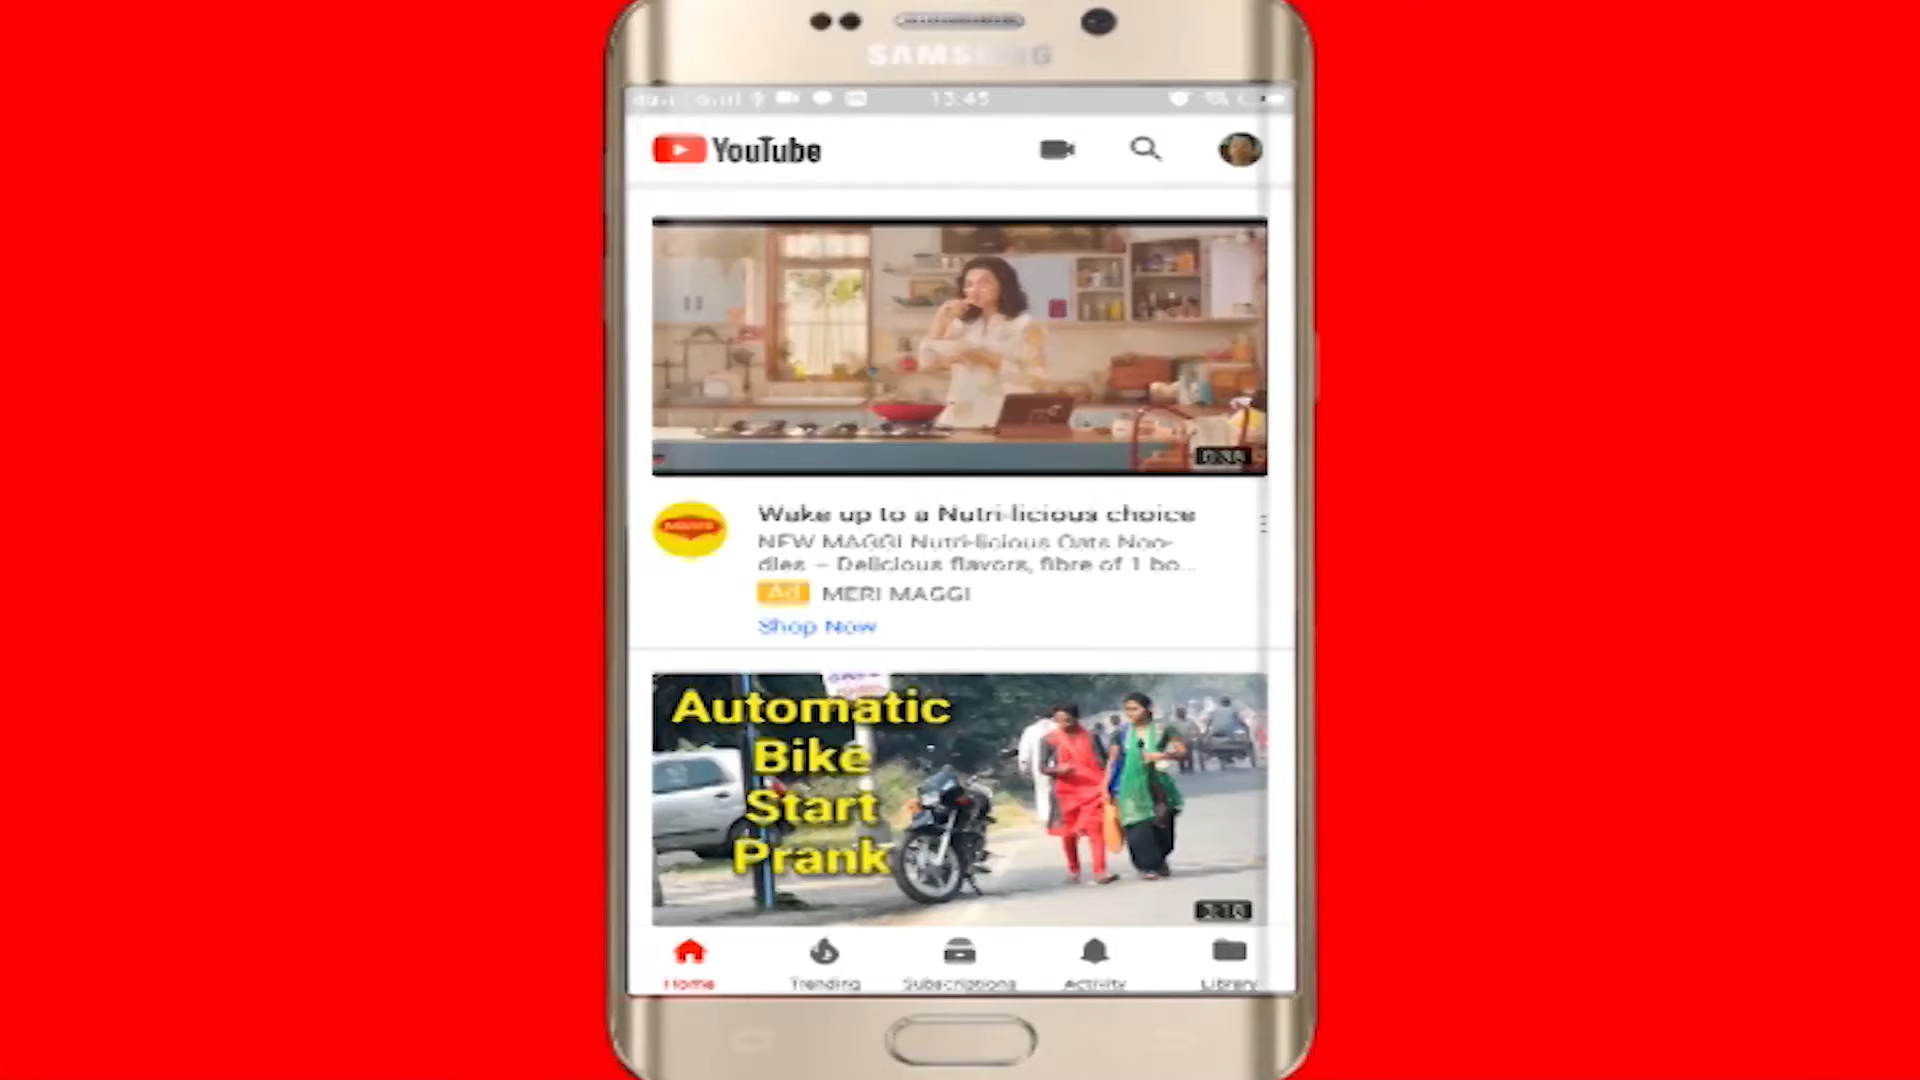 SAMSUNG
13:45
YouTube
Wake up to a Nutri-licious choice
NEW MAGGI Nutri-licious Oats Noo-
dles – Delicious flavors, fibre of 1 bo...
Ad MERI MAGGI
Shop Now
Automatic
Bike
Start
Prank
Home Trending Subscriptions Activity Library